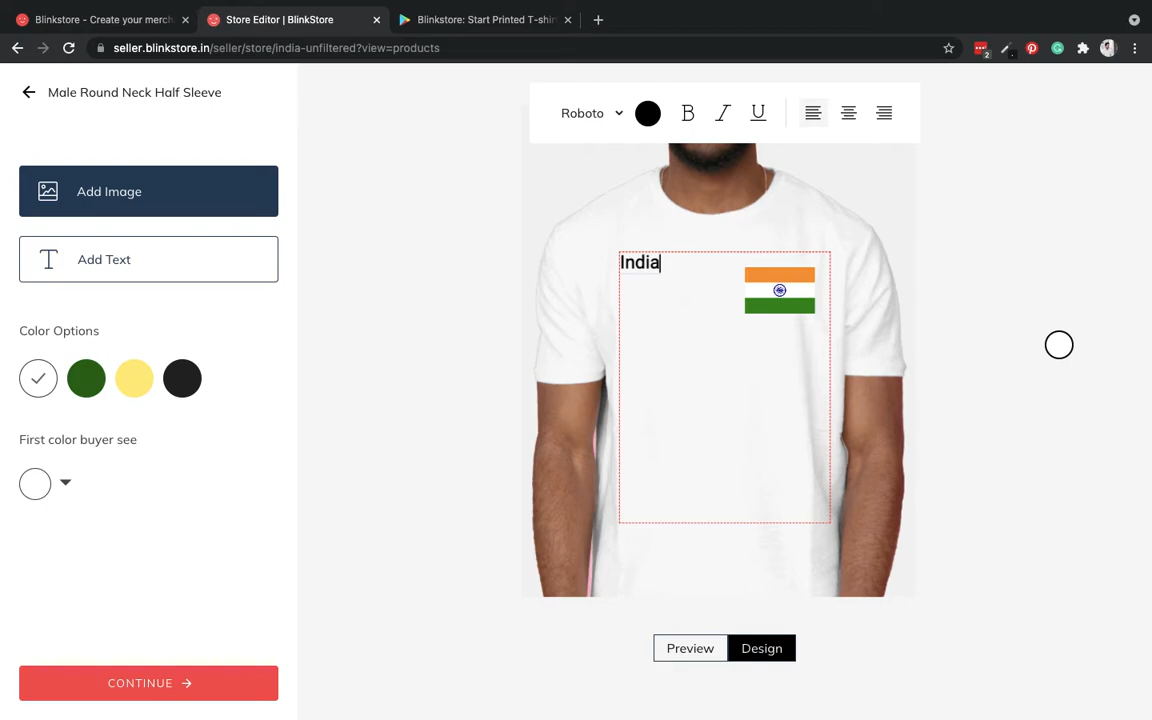 Blinkstore - Create your merch
Store Editor | BlinkStore
Blinkstore: Start Printed T-shir
seller.blinkstore.in/seller/store/india-unfiltered?view=products
2
Male Round Neck Half Sleeve
Roboto
B I U
Add Image
T Add Text
India
Color Options
First color buyer see
Preview
Design
CONTINUE